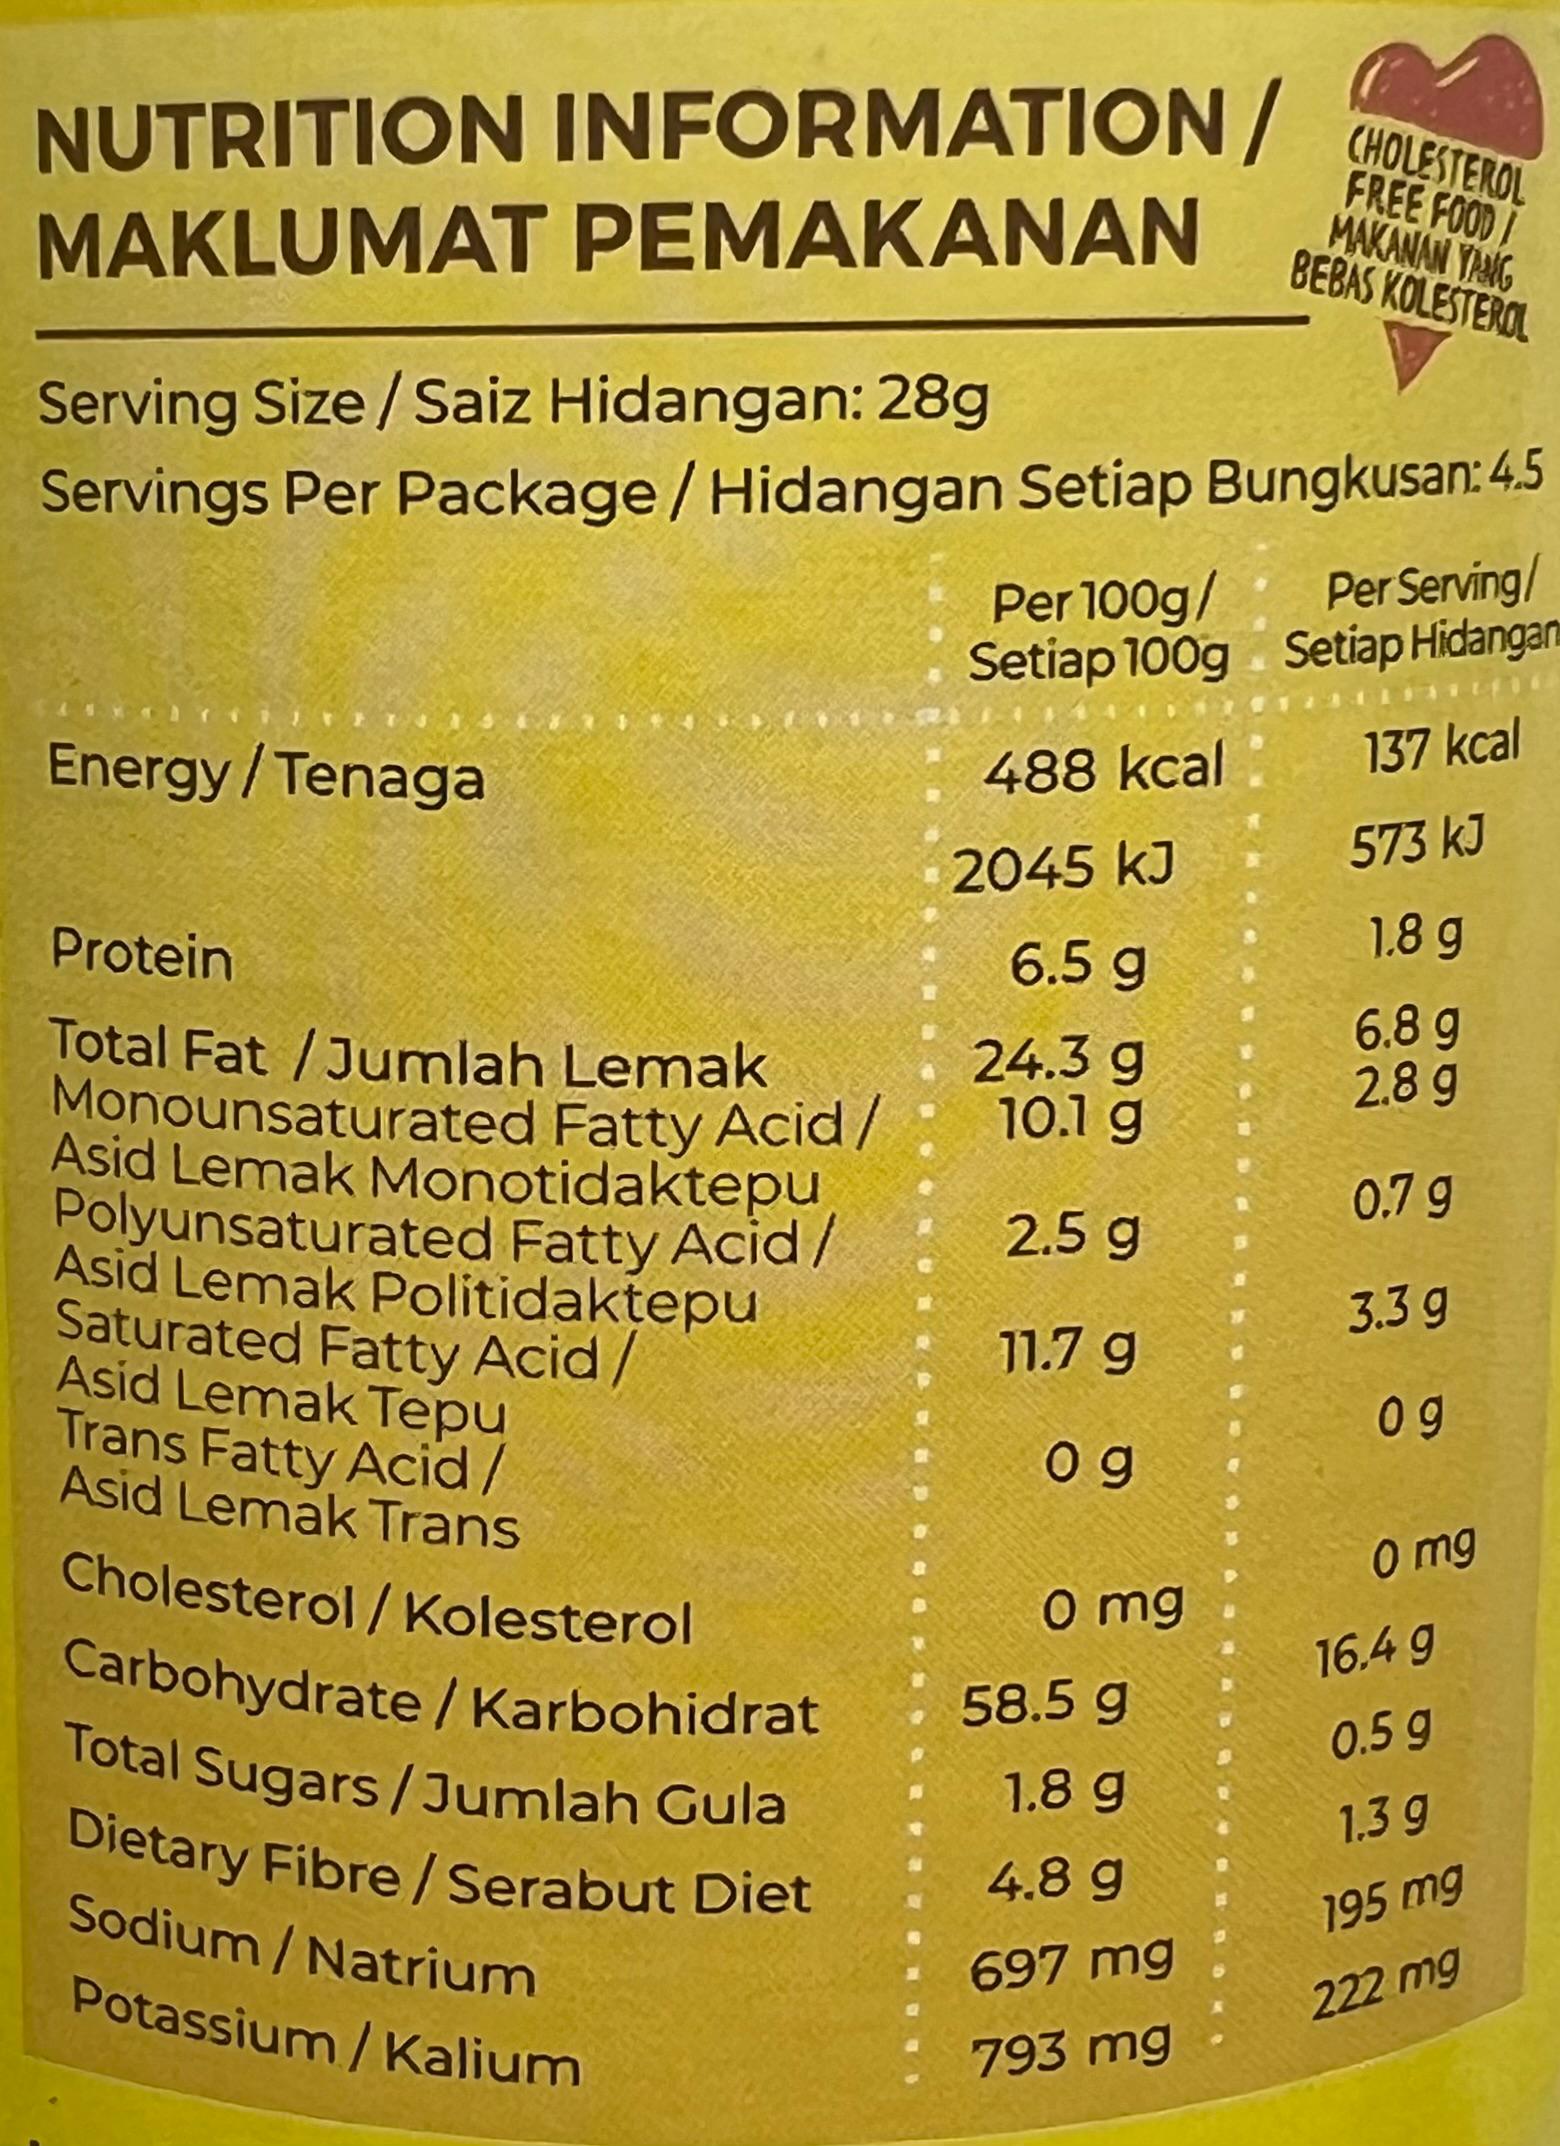 NUTRITION INFORMATION /
MAKLUMAT PEMAKANAN
CHOLESTEROL
FREE FOOD /
MAKANAN YANG
BEBAS KOLESTEROL
Serving Size / Saiz Hidangan: 28g
Servings Per Package / Hidangan Setiap Bungkusan: 4.5
Per 100g/ Per Serving/
Setiap 100g Setiap Hidangan
Energy / Tenaga 488 kcal 137 kcal
2045 kJ 573 kJ
Protein 6.5 g 1.8 g
Total Fat / Jumlah Lemak 24.3 g 6.8 g
Monounsaturated Fatty Acid / 10.1 g 2.8 g
Asid Lemak Monotidaktepu
Polyunsaturated Fatty Acid / 2.5 g 0.7 g
Asid Lemak Politidaktepu
Saturated Fatty Acid / 11.7 g 3.3 g
Asid Lemak Tepu
Trans Fatty Acid / 0 g 0 g
Asid Lemak Trans
Cholesterol / Kolesterol 0 mg 0 mg
Carbohydrate / Karbohidrat 58.5 g 16.4 g
Total Sugars / Jumlah Gula 1.8 g 0.5 g
Dietary Fibre / Serabut Diet 4.8 g 1.3 g
Sodium / Natrium 697 mg 195 mg
Potassium / Kalium 793 mg 222 mg